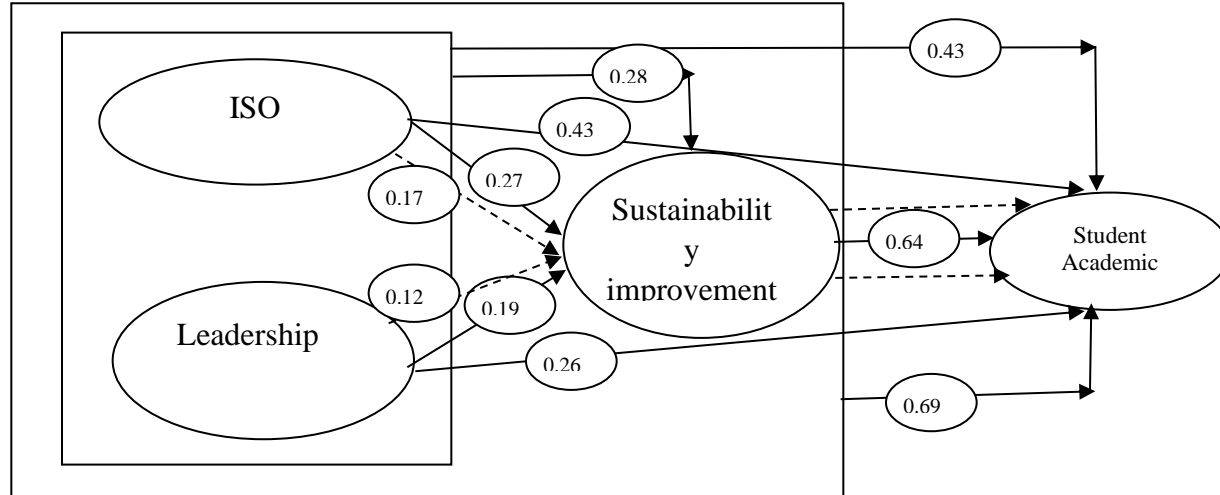 0.43
0.28
ISO
0.43
0.27
0.17
Sustainabilit
y
improvement
0.64
Student
Academic
0.12
0.19
Leadership
0.26
0.69